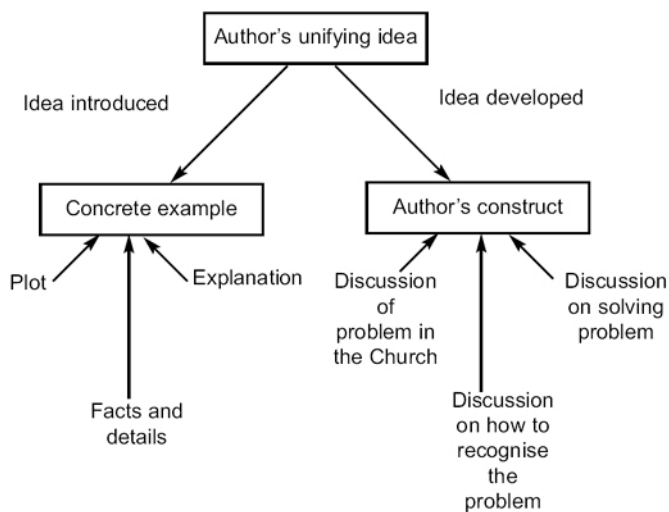 Author's unifying idea
Idea introduced
Idea developed
Concrete example
Author's construct
Plot
Explanation
Facts and
details
Discussion
of
problem in
the Church
Discussion
on how to
recognise
the
problem
Discussion
on solving
problem